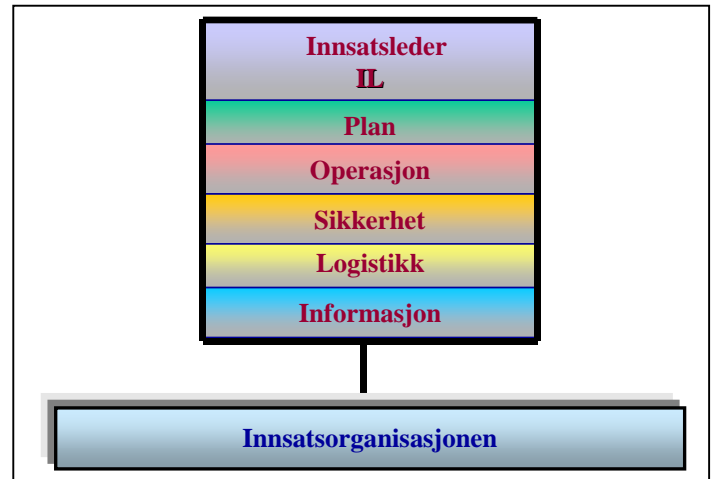 Innsatsleder
IL
Plan
Operasjon
Sikkerhet
Logistikk
Informasjon
Innsatsorganisasjonen